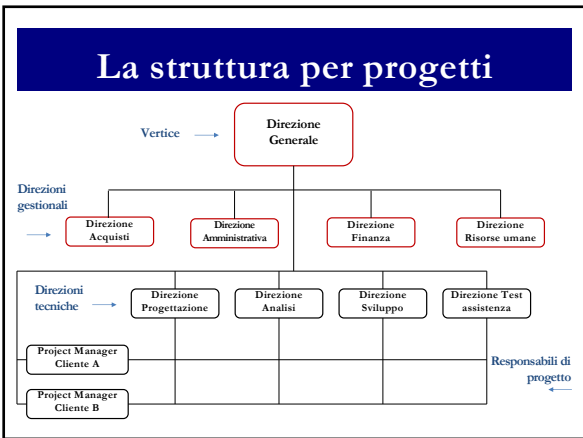 La struttura per progetti
Vertice
Direzione
Generale
Direzioni
gestionali
Direzione
Acquisti
Direzione
Amministrativa
Direzione
Finanza
Direzione
Risorse umane
Direzioni
tecniche
Direzione
Progettazione
Direzione
Analisi
Direzione
Sviluppo
Direzione Test
assistenza
Project Manager
Cliente A
Responsabili di
progetto
Project Manager
Cliente B